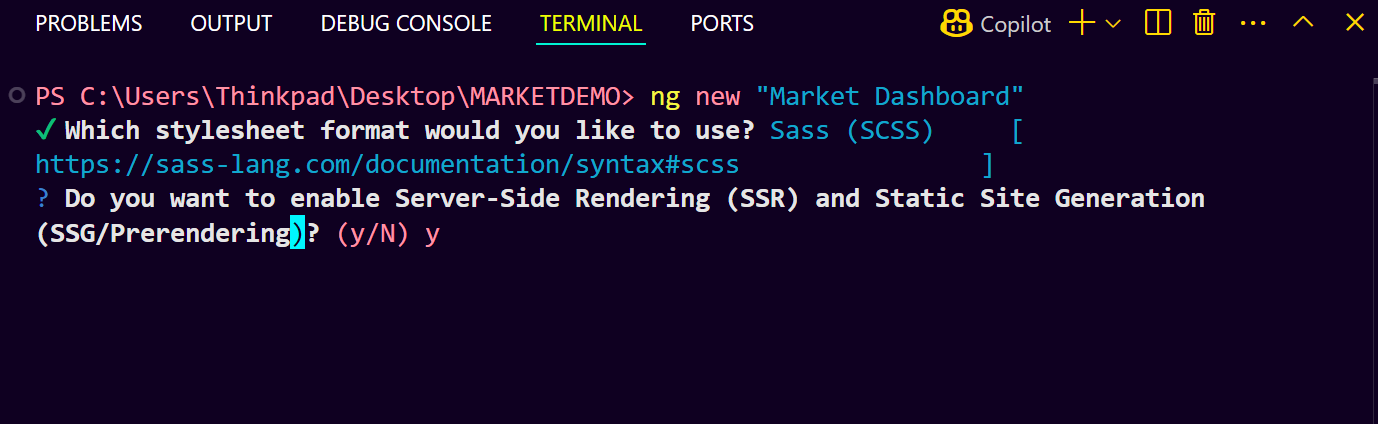 PROBLEMS OUTPUT DEBUG CONSOLE TERMINAL PORTS Copilot
PS C:\Users\Thinkpad\Desktop\MARKETDEMO> ng new "Market Dashboard"
✔ Which stylesheet format would you like to use? Sass (SCSS) [
https://sass-lang.com/documentation/syntax#scss ]
? Do you want to enable Server-Side Rendering (SSR) and Static Site Generation
(SSG/Prerendering)? (y/N) y